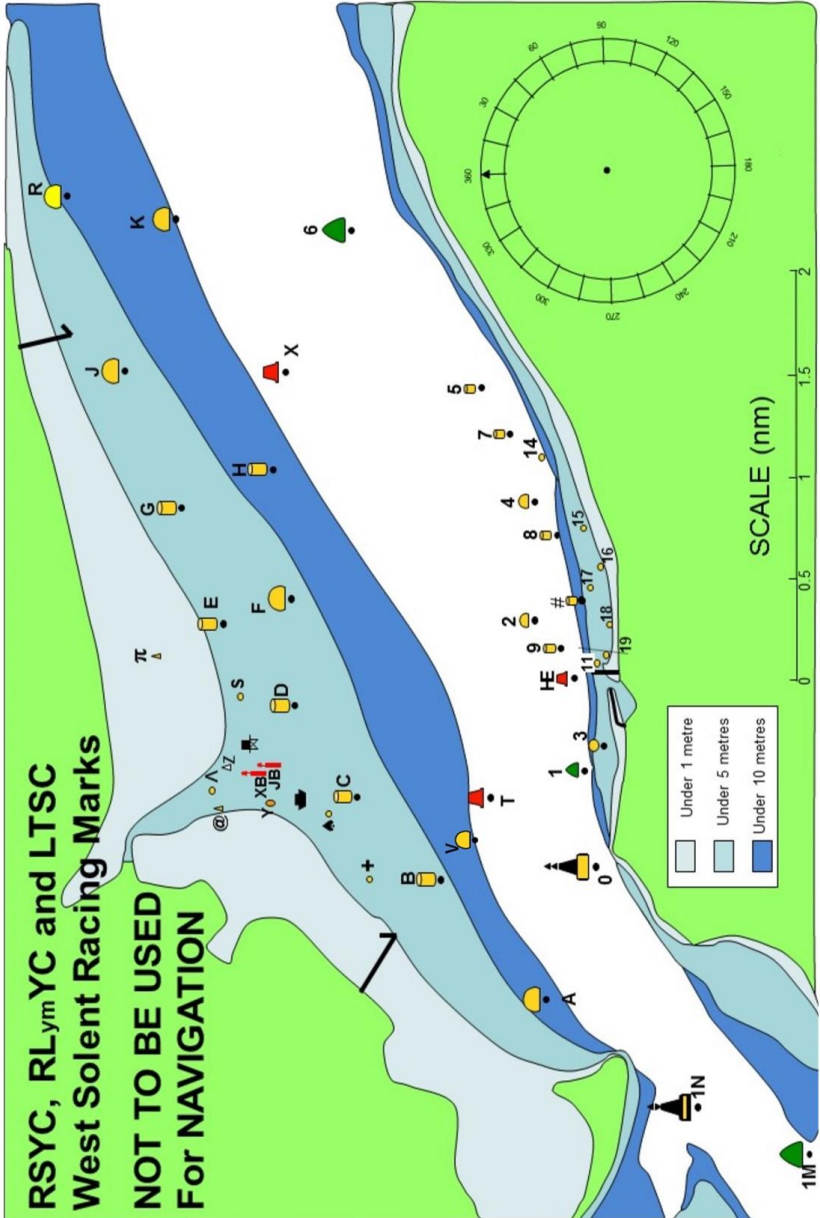 RSYC, RLymYC and LTSC
West Solent Racing Marks
NOT TO BE USED
For NAVIGATION
R
K
6
J
X
G
H
5
7
14
E
F
4
8
15
16
π
S
D
2
#
17
18
19
9
11
HE
Λ
Z
@
XB
JB
Y
C
3
1
T
V
+
B
0
A
1N
1M
360
30
60
90
120
150
180
210
240
270
300
330
0
0.5
1
1.5
2
SCALE (nm)
Under 1 metre
Under 5 metres
Under 10 metres